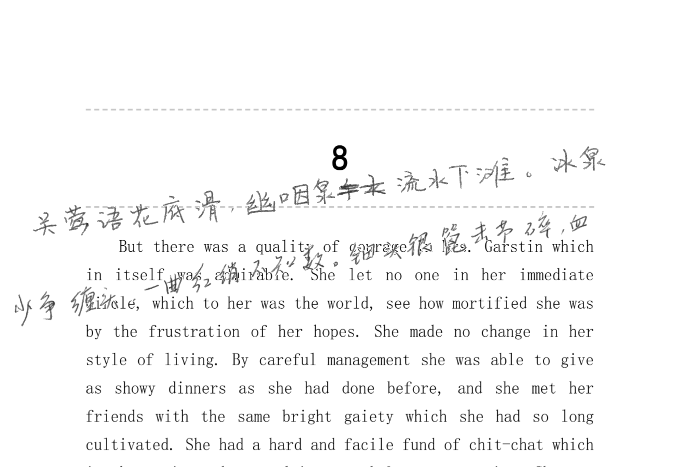 8
关莺语花底滑，幽咽泉流水下滩。冰泉
But there was a quality of courage in Mrs. Garstin which
in itself was admirable. She let no one in her immediate
少争缠头，一曲红绡不知数。钿头银篦击节碎，血
circle, which to her was the world, see how mortified she was
by the frustration of her hopes. She made no change in her
style of living. By careful management she was able to give
as showy dinners as she had done before, and she met her
friends with the same bright gaiety which she had so long
cultivated. She had a hard and facile fund of chit-chat which